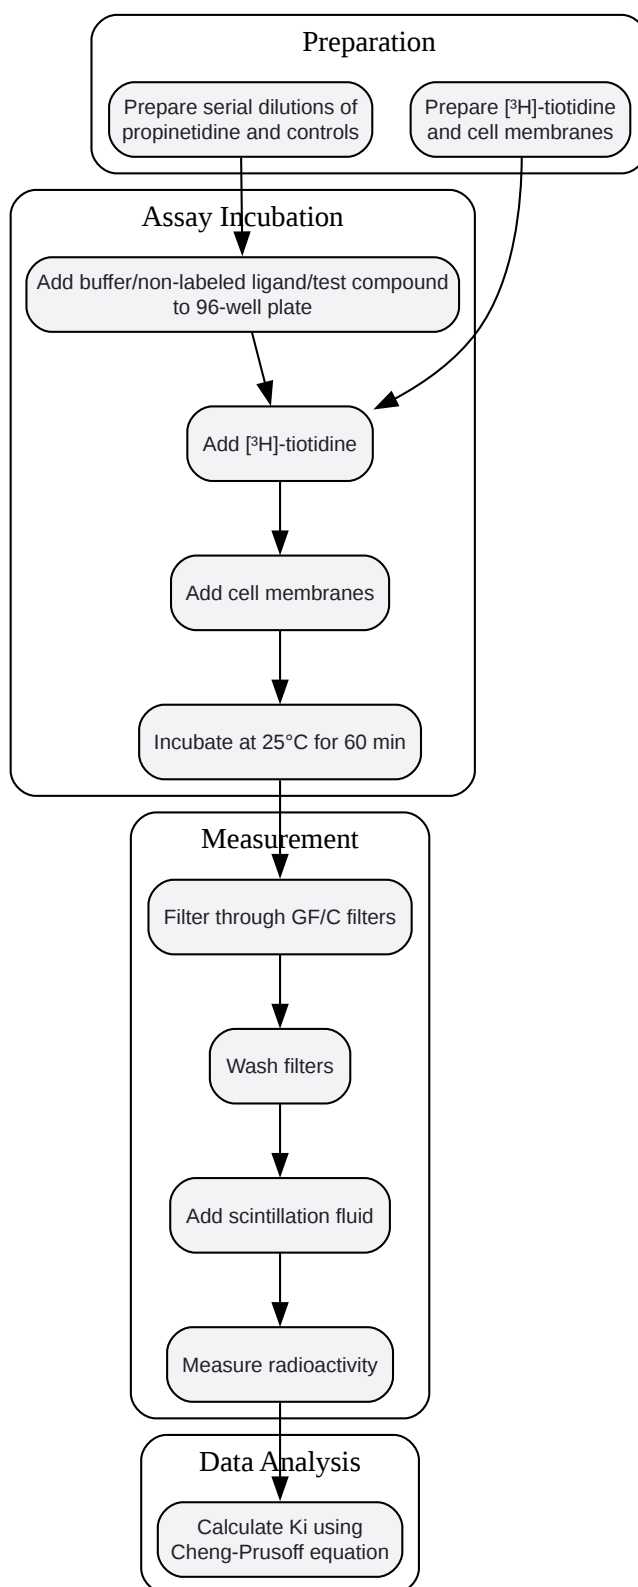 Preparation
Prepare serial dilutions of
propinetidine and controls
Prepare [³H]-tiotidine
and cell membranes
Assay Incubation
Add buffer/non-labeled ligand/test compound
to 96-well plate
Add [³H]-tiotidine
Add cell membranes
Incubate at 25°C for 60 min
Measurement
Filter through GF/C filters
Wash filters
Add scintillation fluid
Measure radioactivity
Data Analysis
Calculate Ki using
Cheng-Prusoff equation